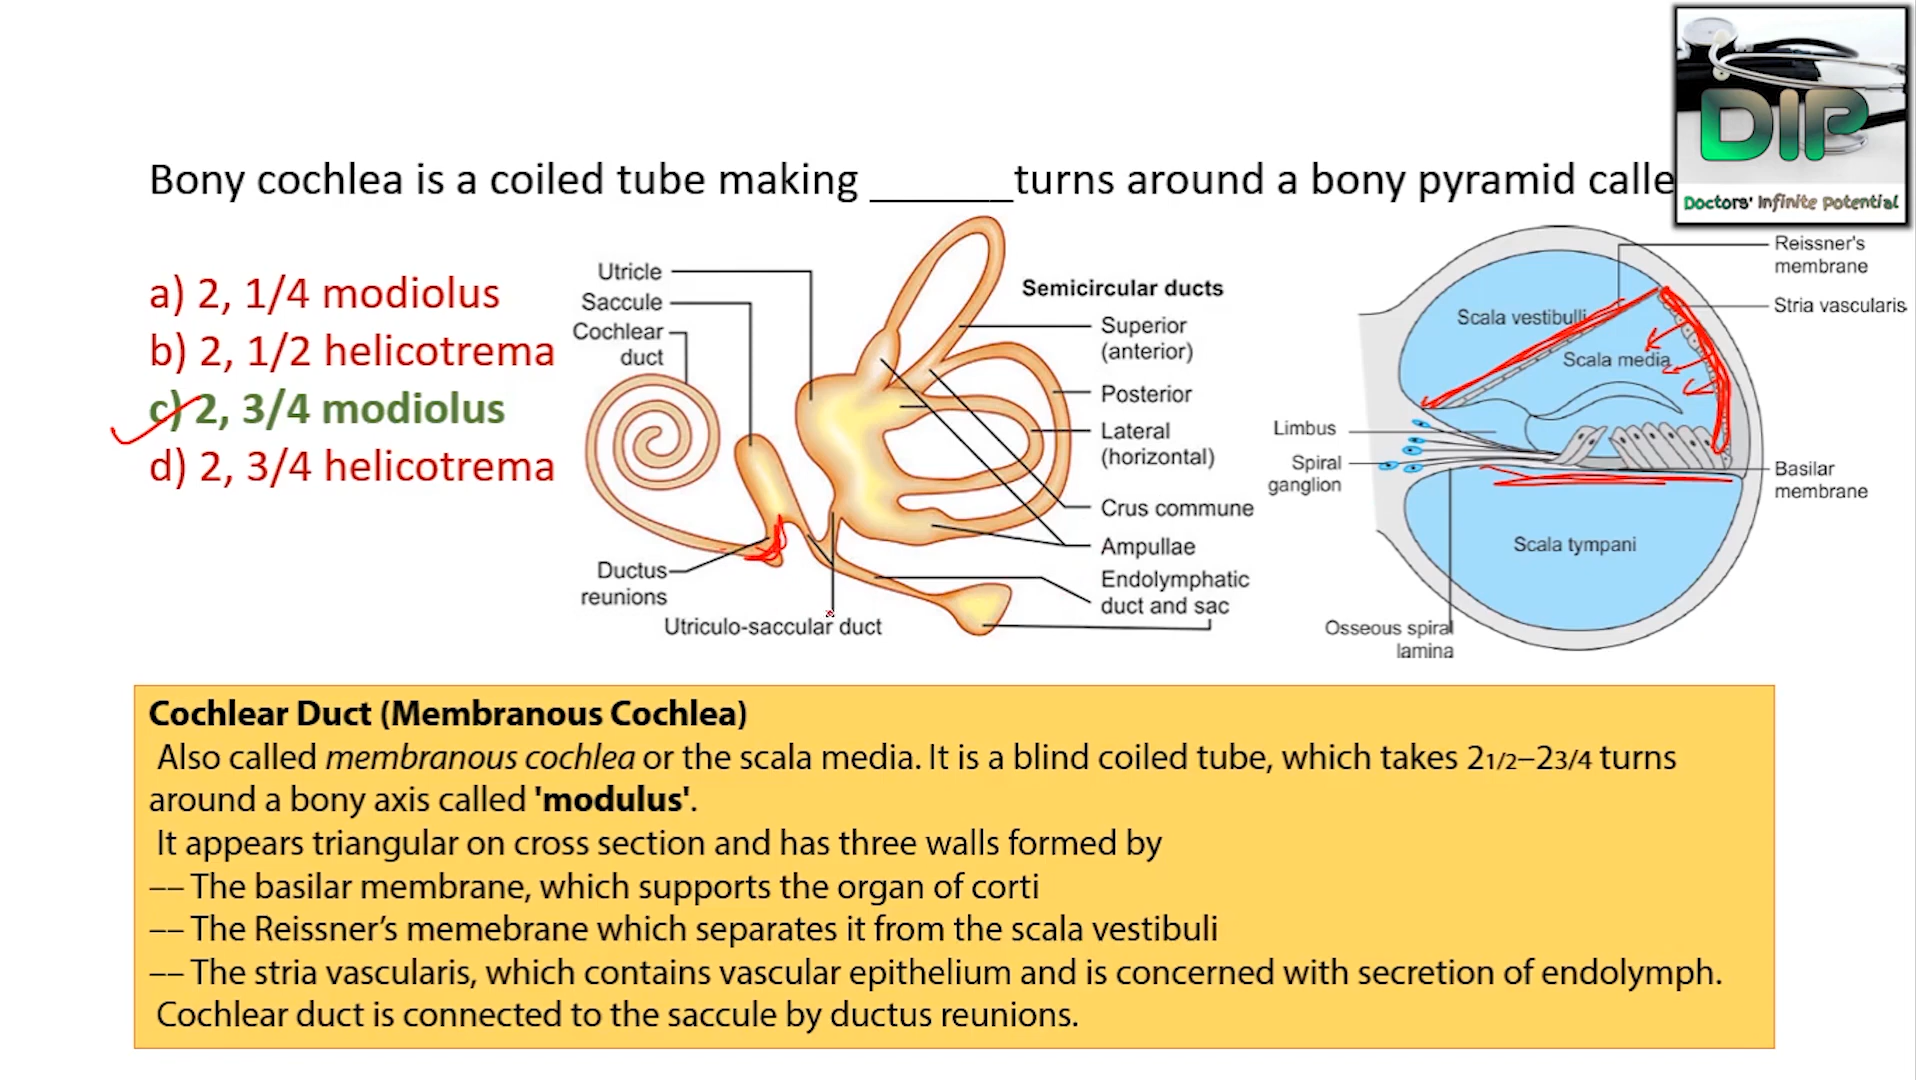 DIP
Doctors' Infinite Potential
Bony cochlea is a coiled tube making ______turns around a bony pyramid calle
a) 2, 1/4 modiolus
b) 2, 1/2 helicotrema
c) 2, 3/4 modiolus
d) 2, 3/4 helicotrema
Utricle
Saccule
Cochlear
duct
Ductus
reunions
Utriculo-saccular duct
Semicircular ducts
Superior
(anterior)
Posterior
Lateral
(horizontal)
Crus commune
Ampullae
Endolymphatic
duct and sac
Reissner's
membrane
Stria vascularis
Scala vestibulli
Scala media
Limbus
Spiral
ganglion
Basilar
membrane
Scala tympani
Osseous spiral
lamina
Cochlear Duct (Membranous Cochlea)
Also called membranous cochlea or the scala media. It is a blind coiled tube, which takes 21/2–23/4 turns
around a bony axis called 'modulus'.
It appears triangular on cross section and has three walls formed by
–– The basilar membrane, which supports the organ of corti
–– The Reissner’s memebrane which separates it from the scala vestibuli
–– The stria vascularis, which contains vascular epithelium and is concerned with secretion of endolymph.
Cochlear duct is connected to the saccule by ductus reunions.